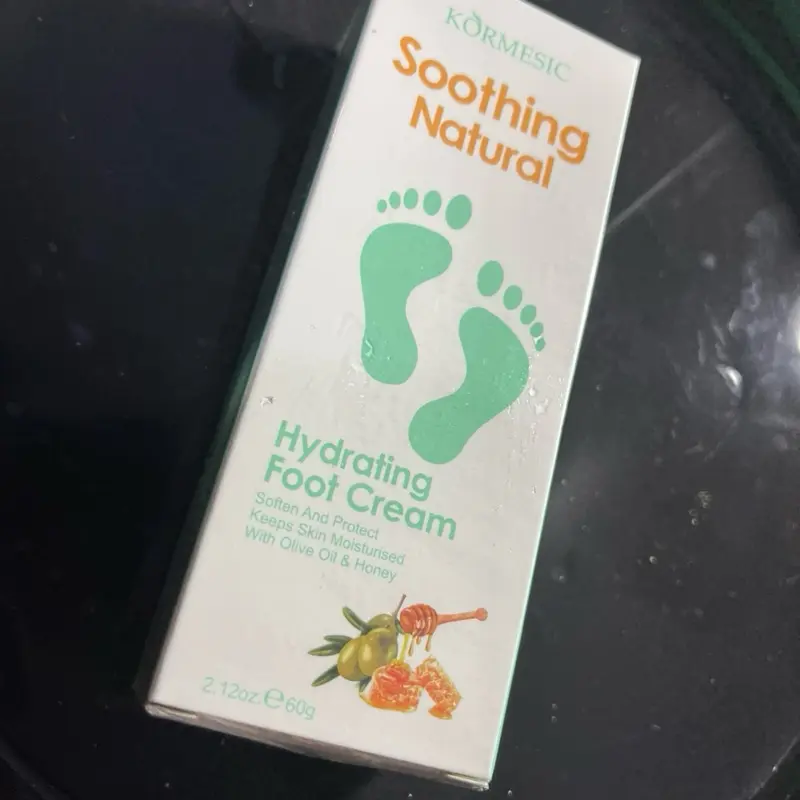 KORMESIC
Soothing
Natural
Hydrating
Foot Cream
Soften And Protect
Keeps Skin Moisturised
With Olive Oil & Honey
2.12oz. ℮60g